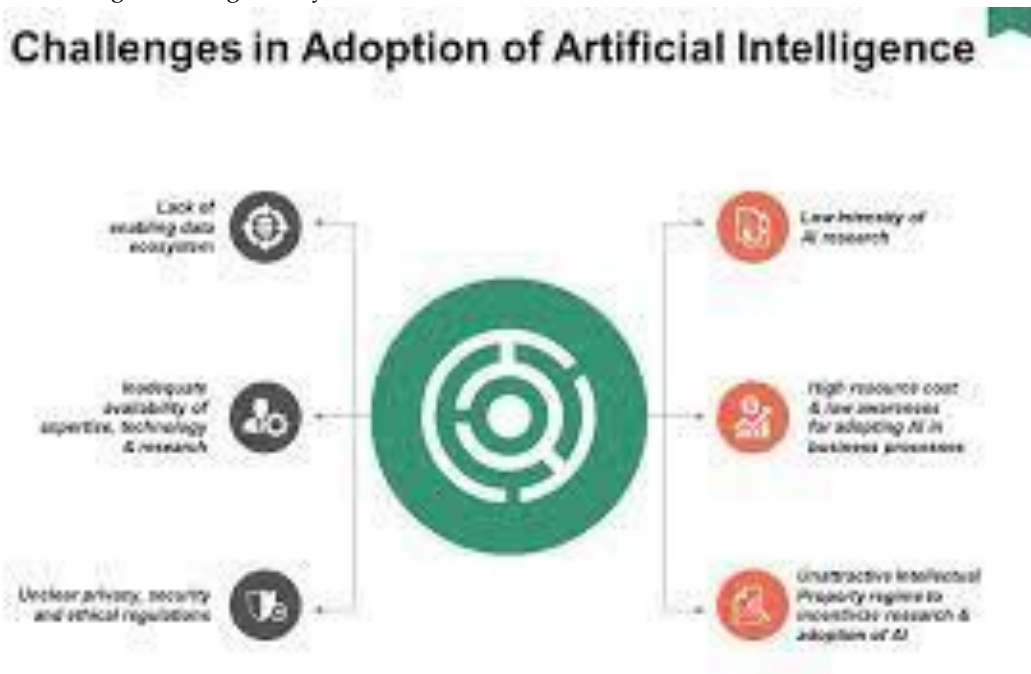 Challenges in Adoption of Artificial Intelligence
Lack of
enabling data
ecosystem
Inadequate
availability of
expertise, technology
& research
Unclear privacy, security
and ethical regulations
Low intensity of
AI research
High resource cost
& low awareness
for adopting AI in
business processes
Unattractive Intellectual
Property regime to
incentivize research &
adoption of AI